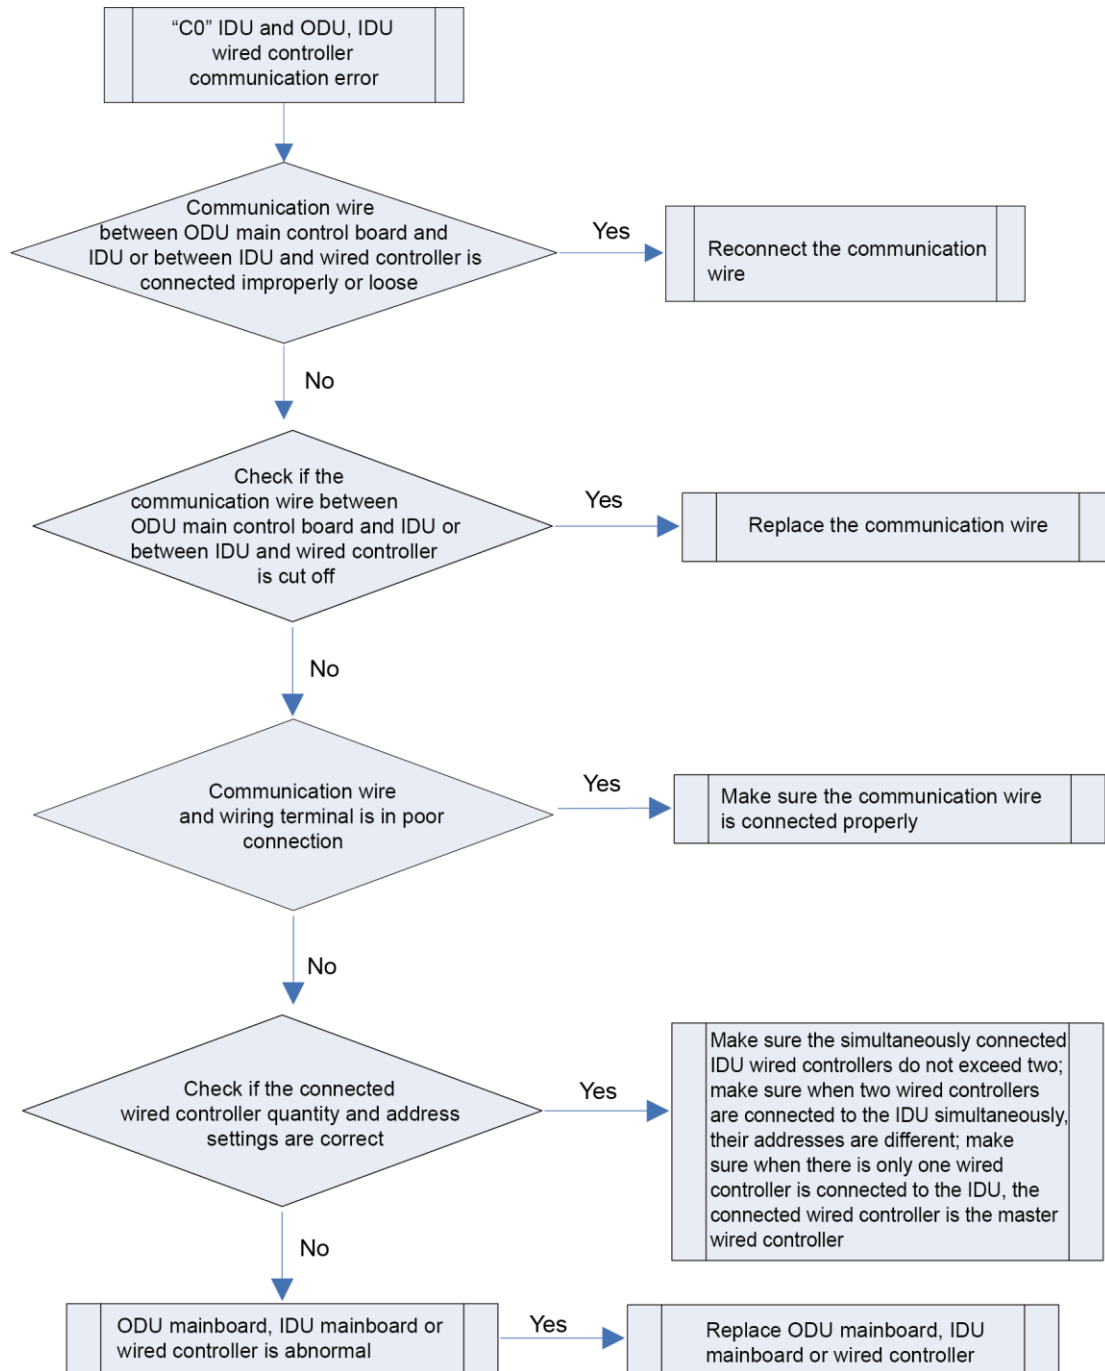 “C0” IDU and ODU, IDU
wired controller
communication error
Communication wire
between ODU main control board and
IDU or between IDU and wired controller is
connected improperly or loose
Yes
Reconnect the communication
wire
No
Check if the
communication wire between
ODU main control board and IDU or
between IDU and wired controller
is cut off
Yes
Replace the communication wire
No
Communication wire
and wiring terminal is in poor
connection
Yes
Make sure the communication wire
is connected properly
No
Check if the connected
wired controller quantity and address
settings are correct
Yes
Make sure the simultaneously connected
IDU wired controllers do not exceed two;
make sure when two wired controllers
are connected to the IDU simultaneously,
their addresses are different; make
sure when there is only one wired
controller is connected to the IDU, the
connected wired controller is the master
wired controller
No
ODU mainboard, IDU mainboard or
wired controller is abnormal
Yes
Replace ODU mainboard, IDU
mainboard or wired controller